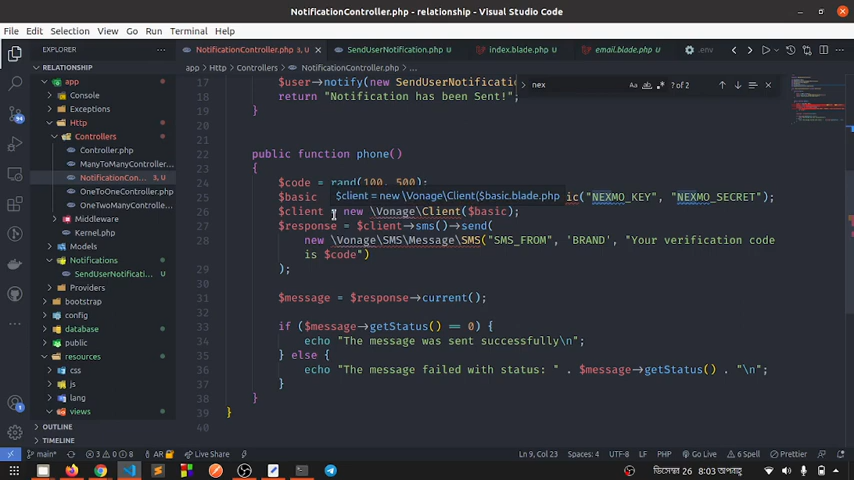 NotificationController.php - relationship - Visual Studio Code
File Edit Selection View Go Run Terminal Help
EXPLORER
RELATIONSHIP
app
Console
Exceptions
Http
Controllers
Controller.php
ManyToManyController...
NotificationCon... 3, U
OneToOneController.php
OneTwoManyController...
Middleware
Kernel.php
Models
Notifications
SendUserNotificati...
Providers
bootstrap
config
database
public
resources
css
js
lang
views
OUTLINE
TIMELINE
NotificationController.php 3, U
SendUserNotification.php U
index.blade.php U
email.blade.php U
.env
app > Http > Controllers > NotificationController.php > ...
nex
Aa ab .* ? of 2
17 $user->notify(new SendUserNotificatio
18 return "Notification has been Sent!";
19 }
20
21
22 public function phone()
23 {
24 $code = rand(100, 500);
$client = new \Vonage\Client($basic.blade.php
25 $basic ic("NEXMO_KEY", "NEXMO_SECRET");
26 $client = new \Vonage\Client($basic);
27 $response = $client->sms()->send(
28 new \Vonage\SMS\Message\SMS("SMS_FROM", 'BRAND', "Your verification code
is $code")
29 );
30
31 $message = $response->current();
32
33 if ($message->getStatus() == 0) {
34 echo "The message was sent successfully\n";
35 } else {
36 echo "The message failed with status: " . $message->getStatus() . "\n";
37 }
38 }
39 }
40
main* AR Live Share Ln 9, Col 23 Spaces: 4 UTF-8 LF PHP Go Live PHP Prettier
ডিসেম্বর 26 8:03 অপরাহ্ণ